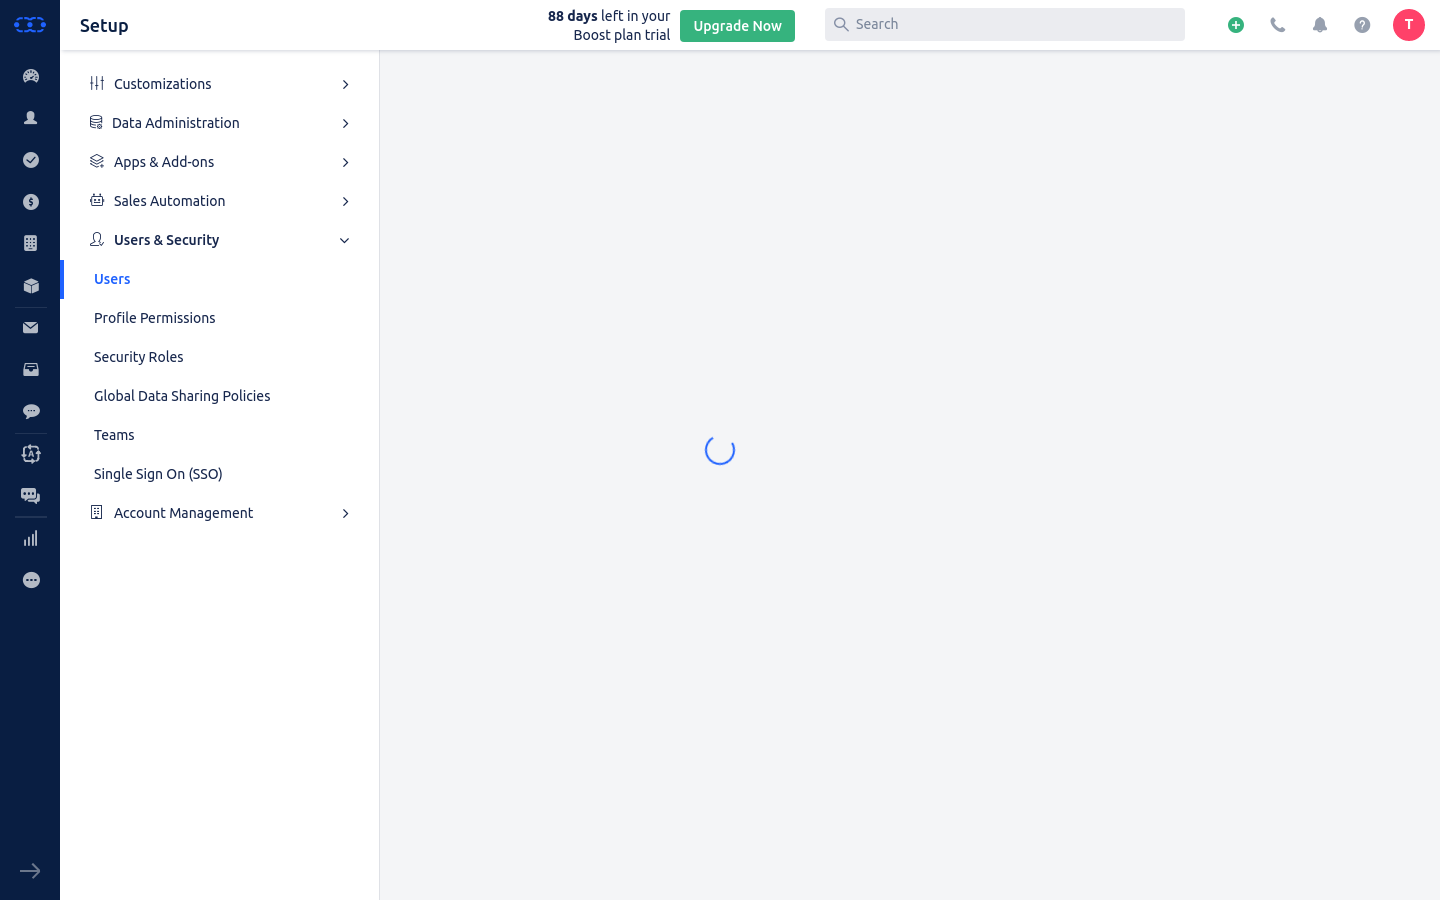 Setup
88 days left in your
Boost plan trial
Upgrade Now
Search
T
Customizations
Data Administration
Apps & Add-ons
Sales Automation
Users & Security
Users
Profile Permissions
Security Roles
Global Data Sharing Policies
Teams
Single Sign On (SSO)
Account Management